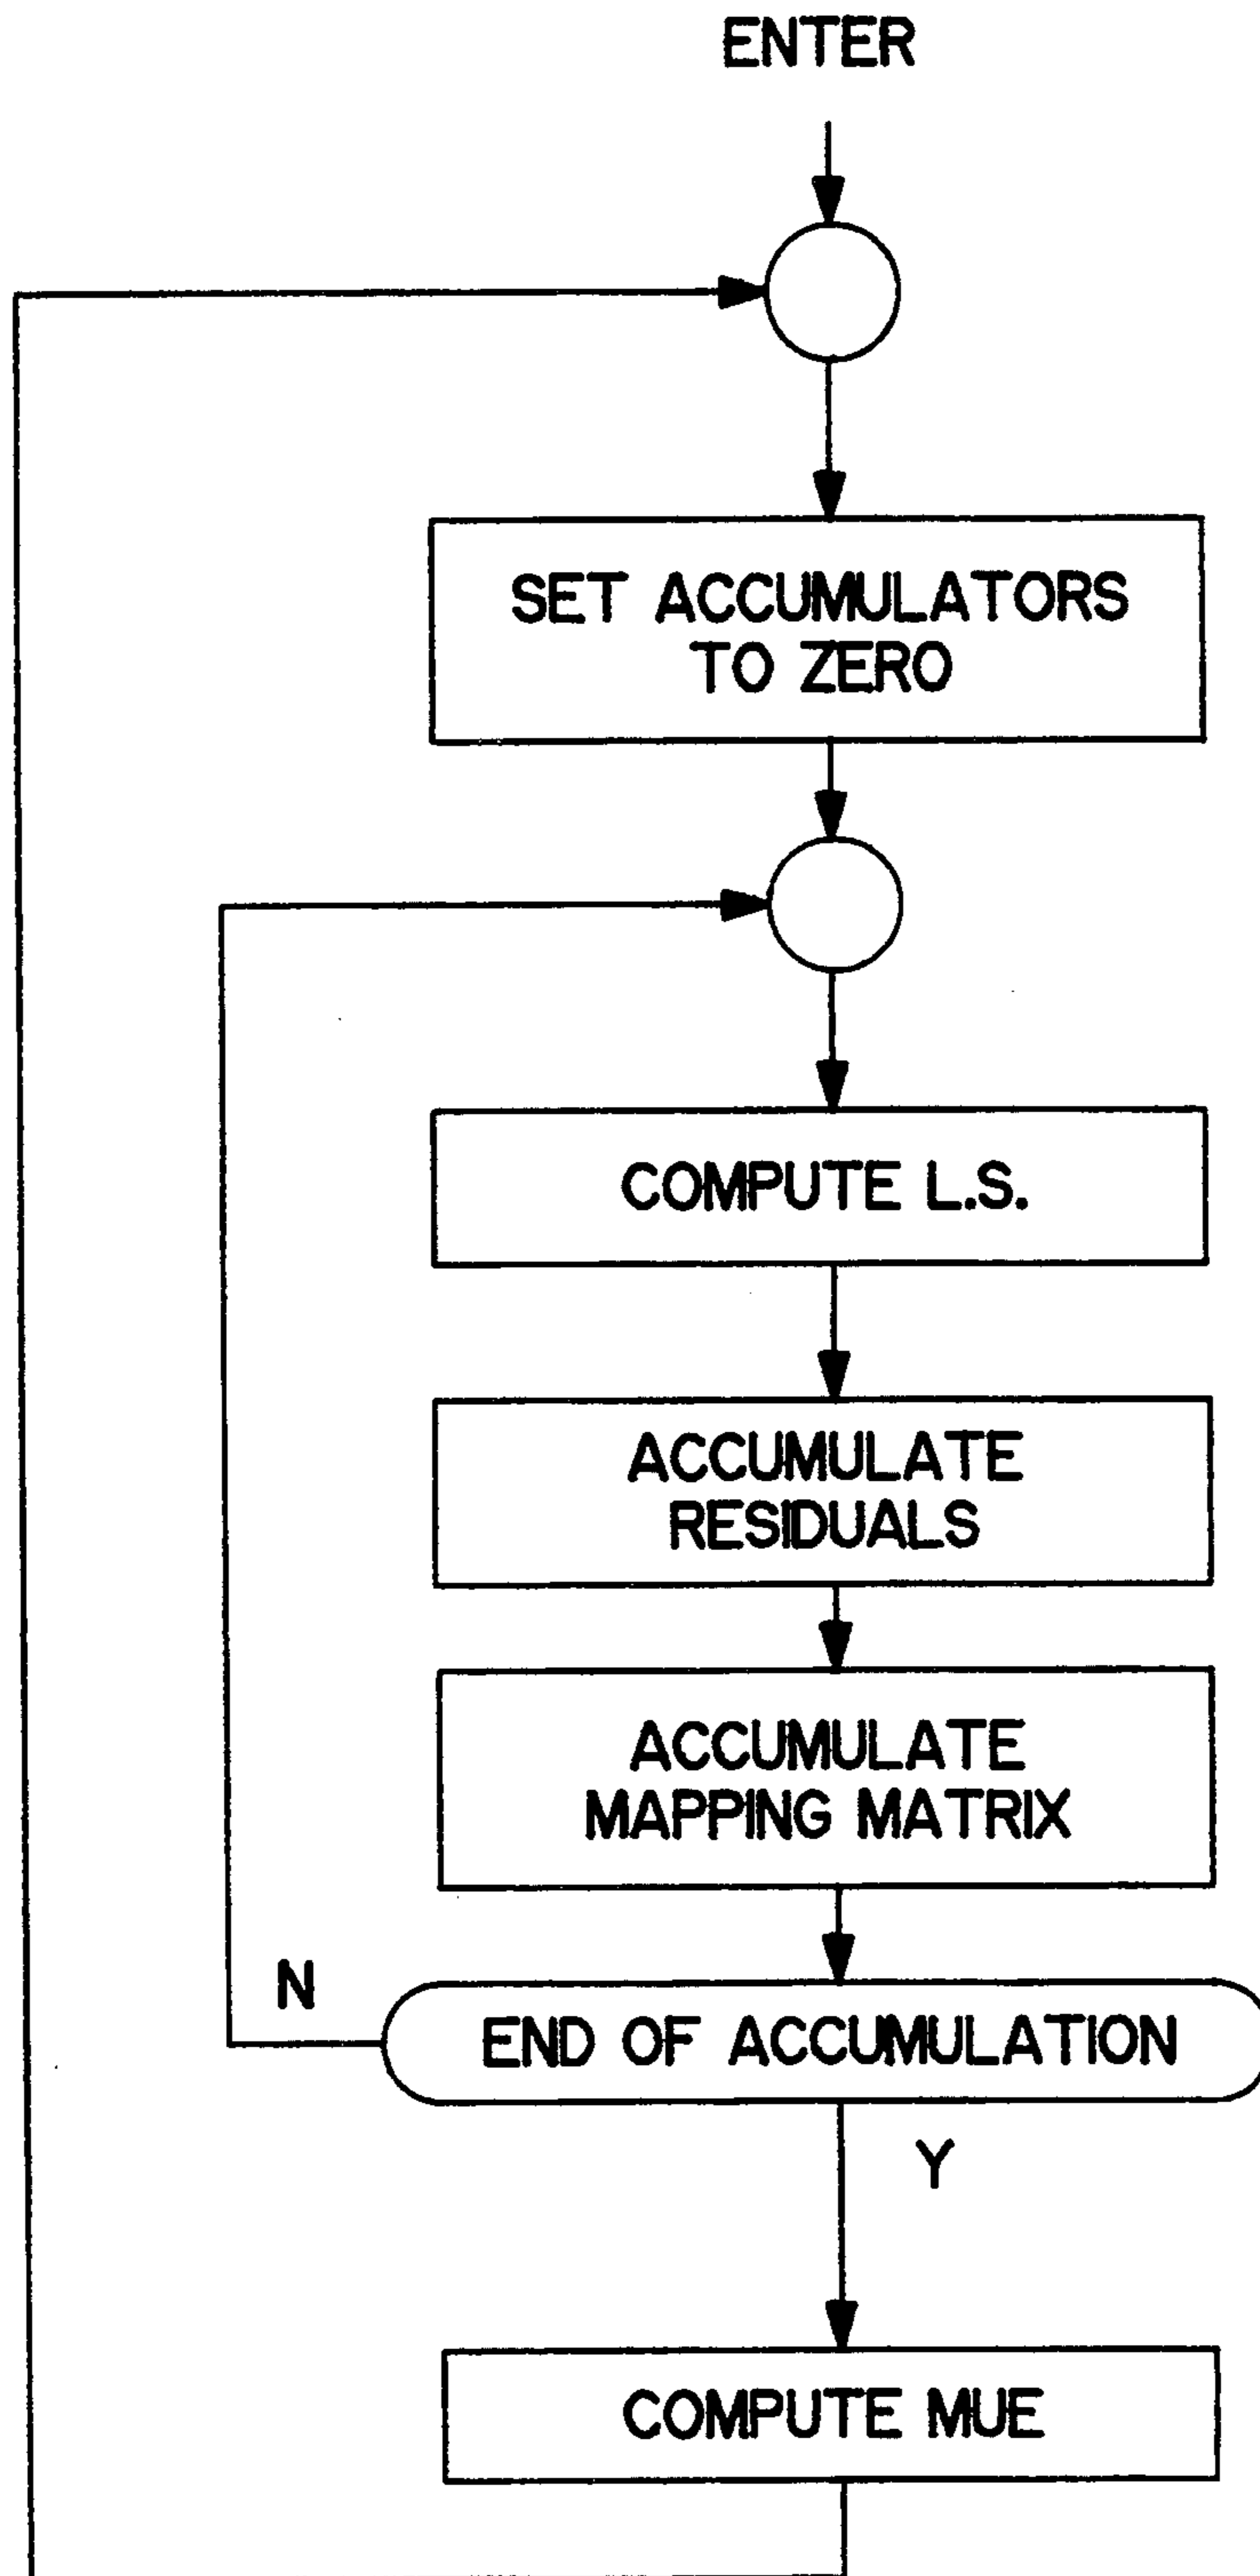 ENTER
SET ACCUMULATORS
TO ZERO
COMPUTE L.S.
ACCUMULATE
RESIDUALS
ACCUMULATE
MAPPING MATRIX
N
END OF ACCUMULATION
Y
COMPUTE MUE